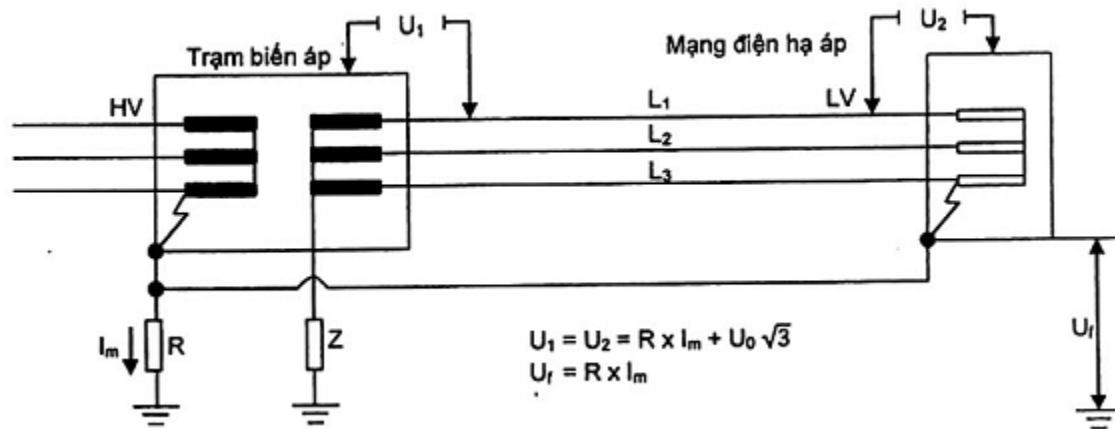 U₁
U₂
Trạm biến áp
Mạng điện hạ áp
HV
L₁
LV
L₂
L₃
Iₘ
R
Z
U₁ = U₂ = R x Iₘ + U₀ √3
U_f = R x Iₘ
U_f